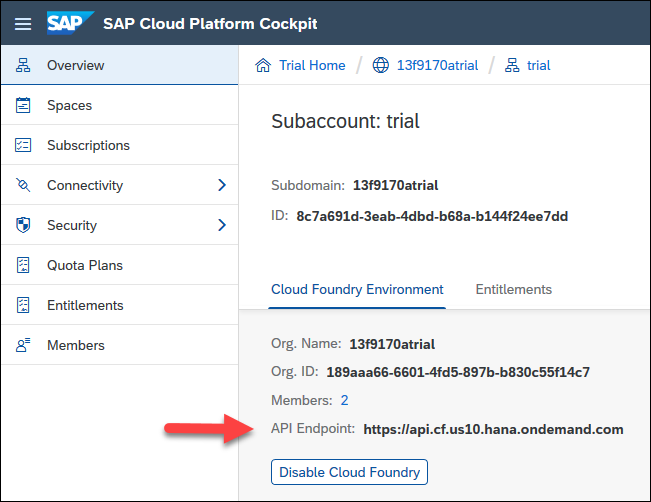 SAP SAP Cloud Platform Cockpit
Overview
Spaces
Subscriptions
Connectivity
Security
Quota Plans
Entitlements
Members
Trial Home / 13f9170atrial / trial
Subaccount: trial
Subdomain: 13f9170atrial
ID: 8c7a691d-3eab-4dbd-b68a-b144f24ee7dd
Cloud Foundry Environment Entitlements
Org. Name: 13f9170atrial
Org. ID: 189aaa66-6601-4fd5-897b-b830c55f14c7
Members: 2
API Endpoint: https://api.cf.us10.hana.ondemand.com
Disable Cloud Foundry